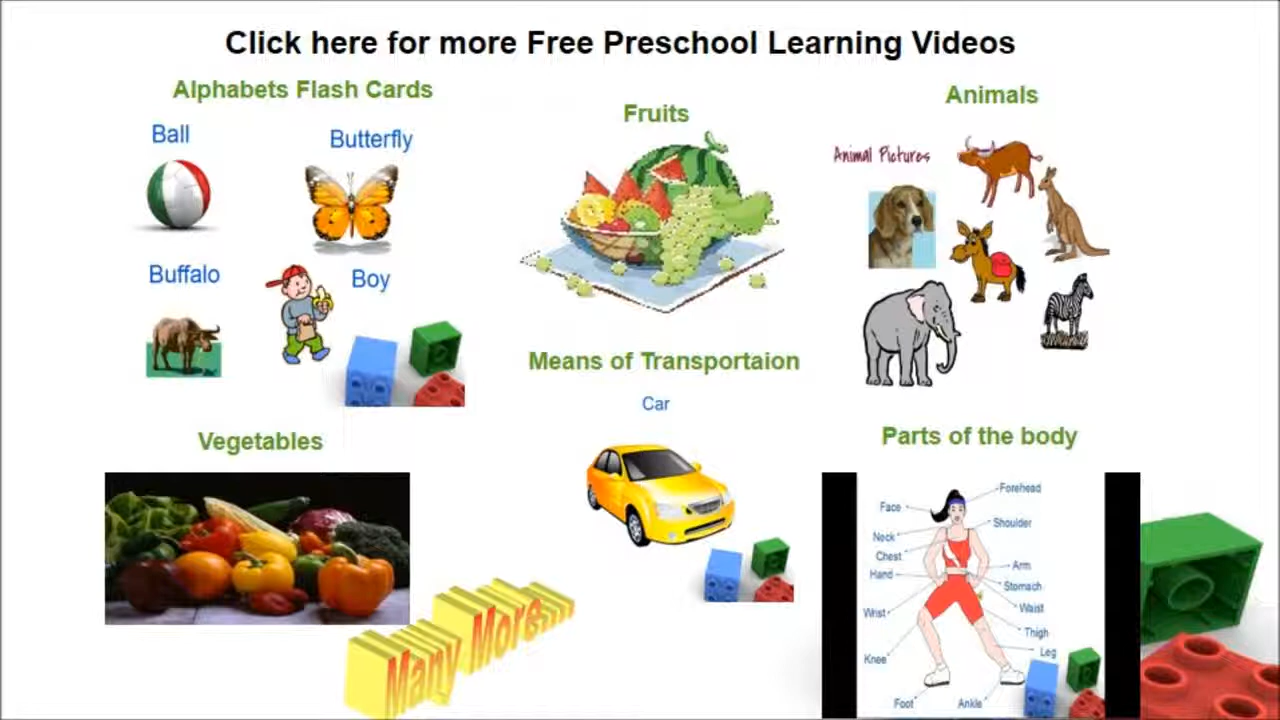 Click here for more Free Preschool Learning Videos
Alphabets Flash Cards
Ball
Butterfly
Buffalo
Boy
Fruits
Animals
Animal Pictures
Means of Transportaion
Car
Vegetables
Many More...
Parts of the body
Forehead
Face
Shoulder
Neck
Chest
Arm
Hand
Stomach
Waist
Wrist
Thigh
Leg
Knee
Foot
Ankle